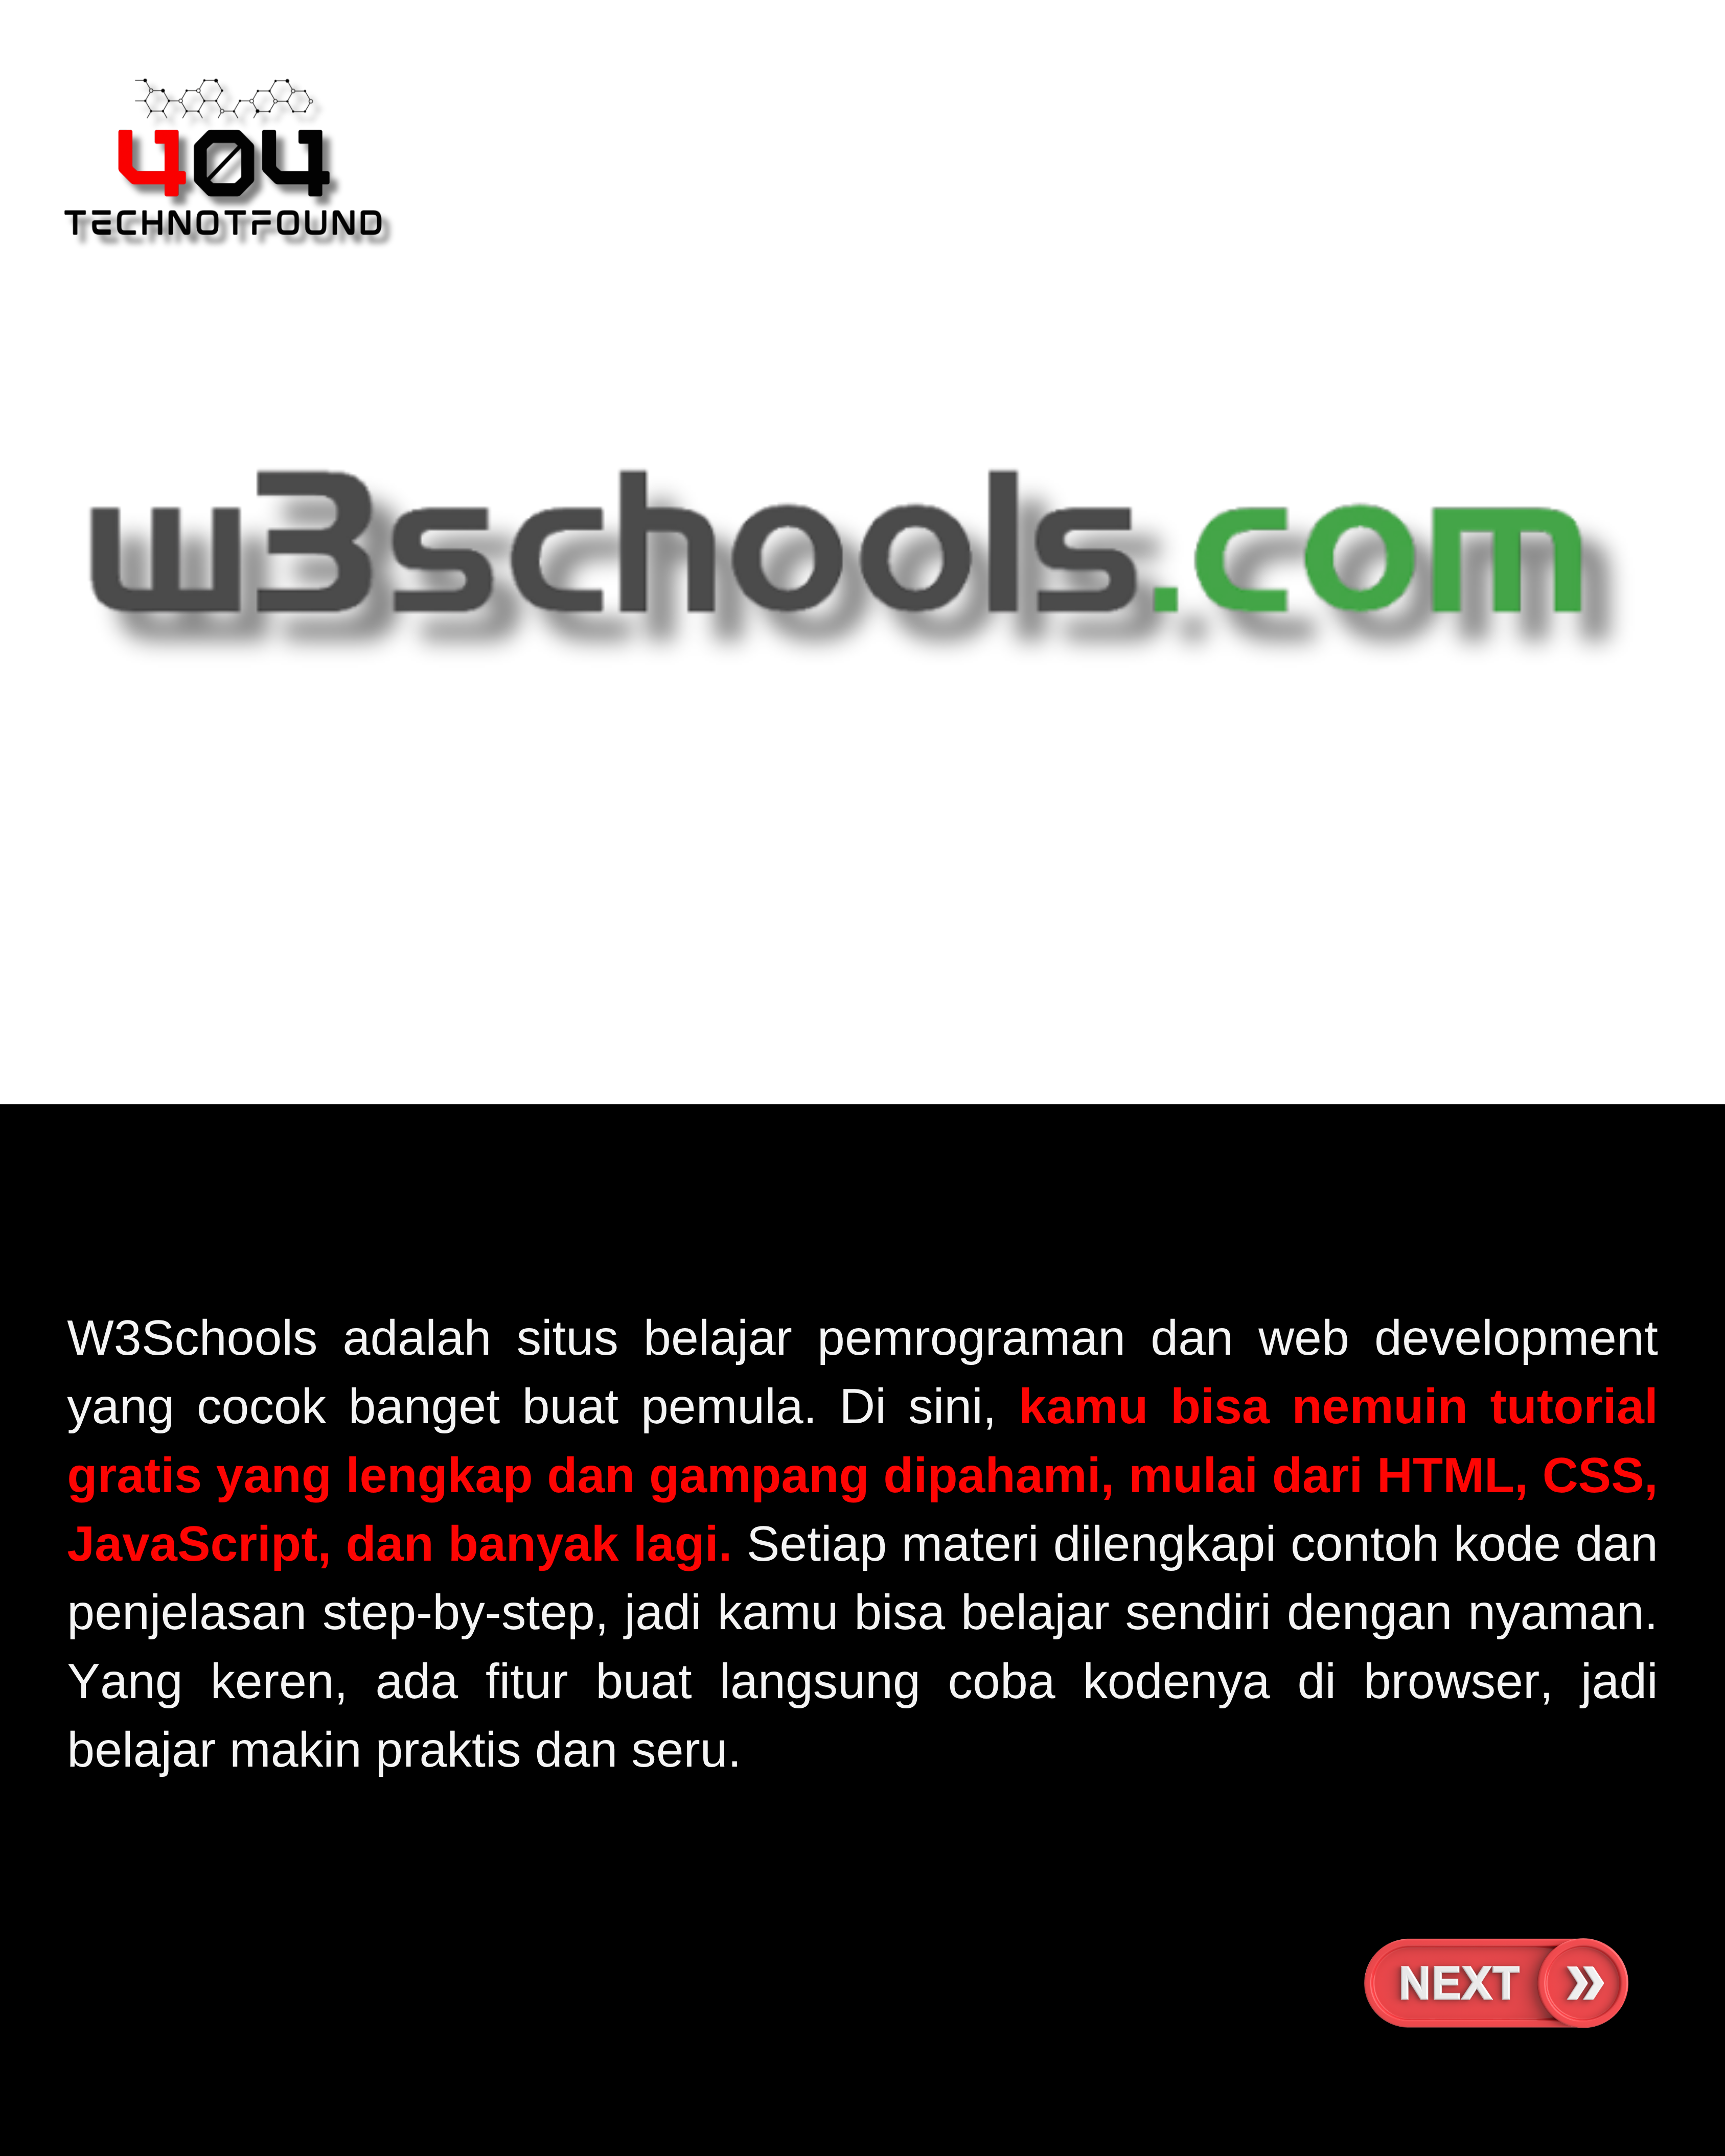 404
TECHNOTFOUND
w3schools.com
W3Schools adalah situs belajar pemrograman dan web development
yang cocok banget buat pemula. Di sini, kamu bisa nemuin tutorial
gratis yang lengkap dan gampang dipahami, mulai dari HTML, CSS,
JavaScript, dan banyak lagi. Setiap materi dilengkapi contoh kode dan
penjelasan step-by-step, jadi kamu bisa belajar sendiri dengan nyaman.
Yang keren, ada fitur buat langsung coba kodenya di browser, jadi
belajar makin praktis dan seru.
NEXT »